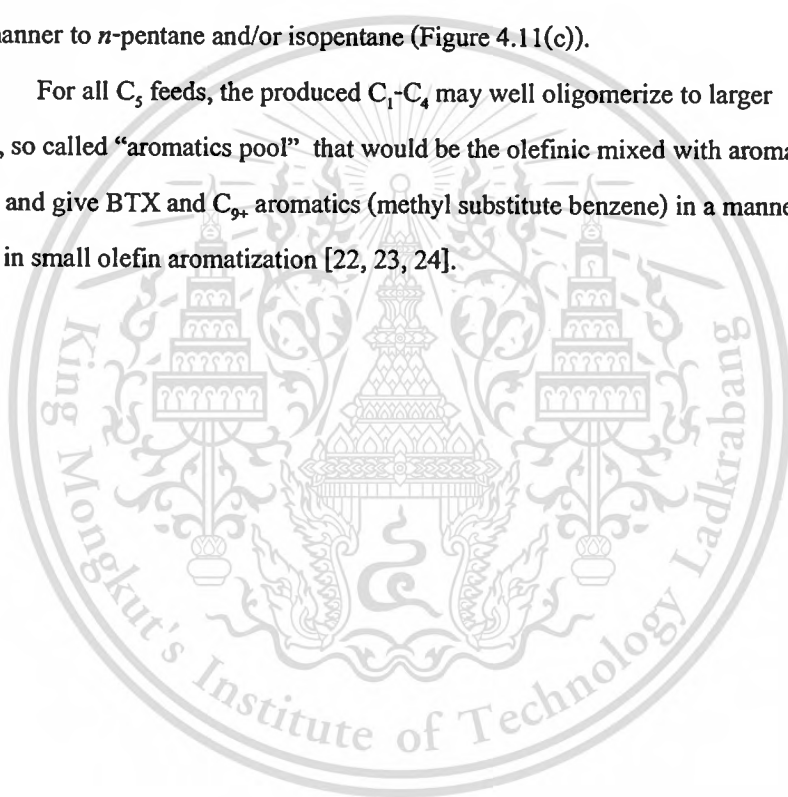 anner to n-pentane and/or isopentane (Figure 4.11(c)).
For all C₅ feeds, the produced C₁-C₄ may well oligomerize to larger
, so called “aromatics pool” that would be the olefinic mixed with aroma
and give BTX and C₉₊ aromatics (methyl substitute benzene) in a manne
in small olefin aromatization [22, 23, 24].
King Mongkut's Institute of Technology Ladkrabang